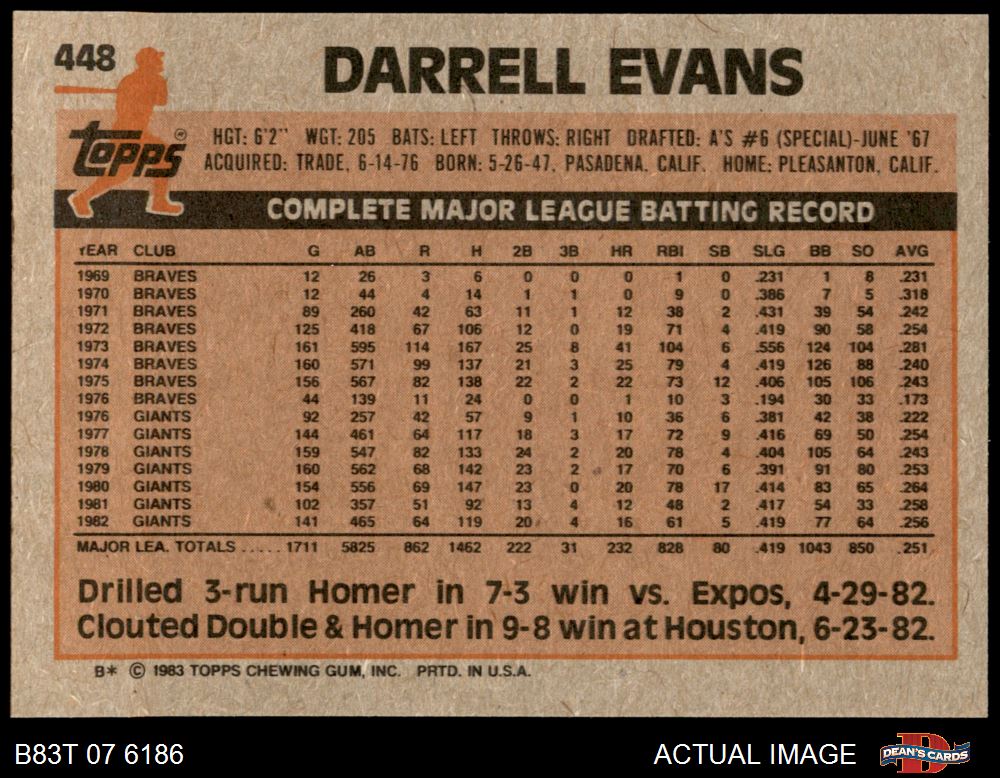 448
DARRELL EVANS
Topps®
HGT: 6'2" WGT: 205 BATS: LEFT THROWS: RIGHT DRAFTED: A'S #6 (SPECIAL)-JUNE '67
ACQUIRED: TRADE, 6-14-76 BORN: 5-26-47, PASADENA, CALIF. HOME: PLEASANTON, CALIF.
COMPLETE MAJOR LEAGUE BATTING RECORD
YEAR CLUB G AB R H 2B 3B HR RBI SB SLG BB SO AVG
1969 BRAVES 12 26 3 6 0 0 0 1 0 .231 1 8 .231
1970 BRAVES 12 44 4 14 1 1 0 9 0 .386 7 5 .318
1971 BRAVES 89 260 42 63 11 1 12 38 2 .431 39 54 .242
1972 BRAVES 125 418 67 106 12 0 19 71 4 .419 90 58 .254
1973 BRAVES 161 595 114 167 25 8 41 104 6 .556 124 104 .281
1974 BRAVES 160 571 99 137 21 3 25 79 4 .419 126 88 .240
1975 BRAVES 156 567 82 138 22 2 22 73 12 .406 105 106 .243
1976 BRAVES 44 139 11 24 0 0 1 10 3 .194 30 33 .173
1976 GIANTS 92 257 42 57 9 1 10 36 6 .381 42 38 .222
1977 GIANTS 144 461 64 117 18 3 17 72 9 .416 69 50 .254
1978 GIANTS 159 547 82 133 24 2 20 78 4 .404 105 64 .243
1979 GIANTS 160 562 68 142 23 2 17 70 6 .391 91 80 .253
1980 GIANTS 154 556 69 147 23 0 20 78 17 .414 83 65 .264
1981 GIANTS 102 357 51 92 13 4 12 48 2 .417 54 33 .258
1982 GIANTS 141 465 64 119 20 4 16 61 5 .419 77 64 .256
MAJOR LEA. TOTALS ..... 1711 5825 862 1462 222 31 232 828 80 .419 1043 850 .251
Drilled 3-run Homer in 7-3 win vs. Expos, 4-29-82.
Clouted Double & Homer in 9-8 win at Houston, 6-23-82.
B* © 1983 TOPPS CHEWING GUM, INC. PRTD. IN U.S.A.
B83T 07 6186
ACTUAL IMAGE
D
DEAN'S CARDS